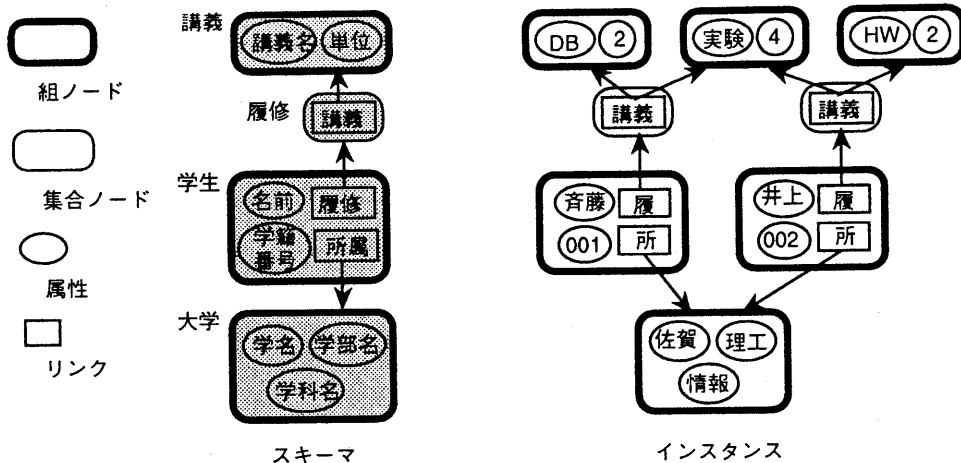 組ノード
集合ノード
属性
リンク
講義
講義名 単位
履修
講義
学生
名前 履修
学籍
番号
所属
大学
学名 学部名
学科名
スキーマ
DB 2
実験 4
HW 2
講義
講義
斉藤 履
001 所
井上 履
002 所
佐賀 理工
情報
インスタンス